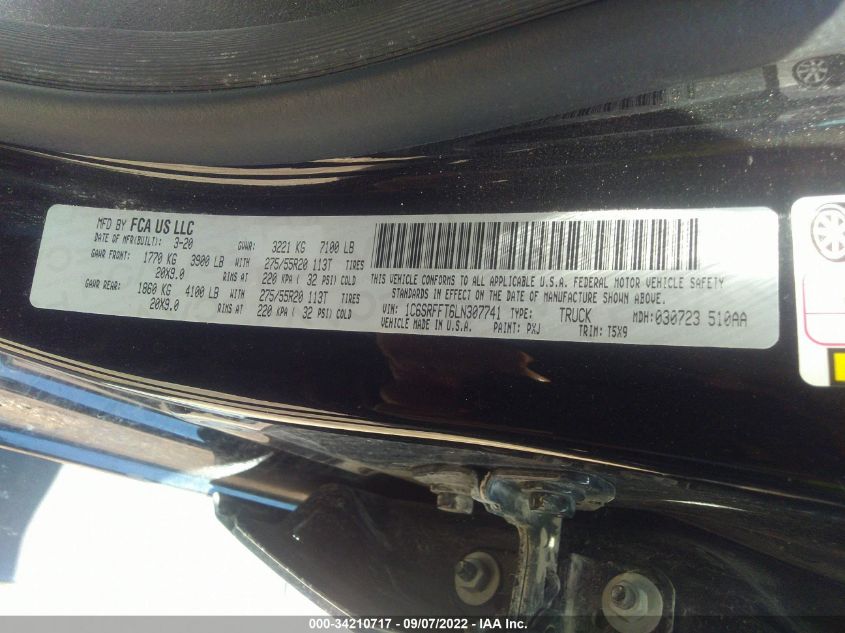 MFD BY FCA US LLC
DATE OF MFR(BUILT): 3-20 GVWR: 3221 KG 7100 LB
GAWR FRONT: 1770 KG 3900 LB WITH 275/55R20 113T TIRES
20X9.0 RIMS AT 220 KPA ( 32 PSI) COLD
GAWR REAR: 1860 KG 4100 LB WITH 275/55R20 113T TIRES
20X9.0 RIMS AT 220 KPA ( 32 PSI) COLD
THIS VEHICLE CONFORMS TO ALL APPLICABLE U.S.A. FEDERAL MOTOR VEHICLE SAFETY
STANDARDS IN EFFECT ON THE DATE OF MANUFACTURE SHOWN ABOVE.
VIN: 1C6SRFFT6LN307741 TYPE: TRUCK MDH: 030723 510AA
VEHICLE MADE IN U.S.A. PAINT: PXJ TRIM: T5X9
000-34210717 - 09/07/2022 - IAA Inc.